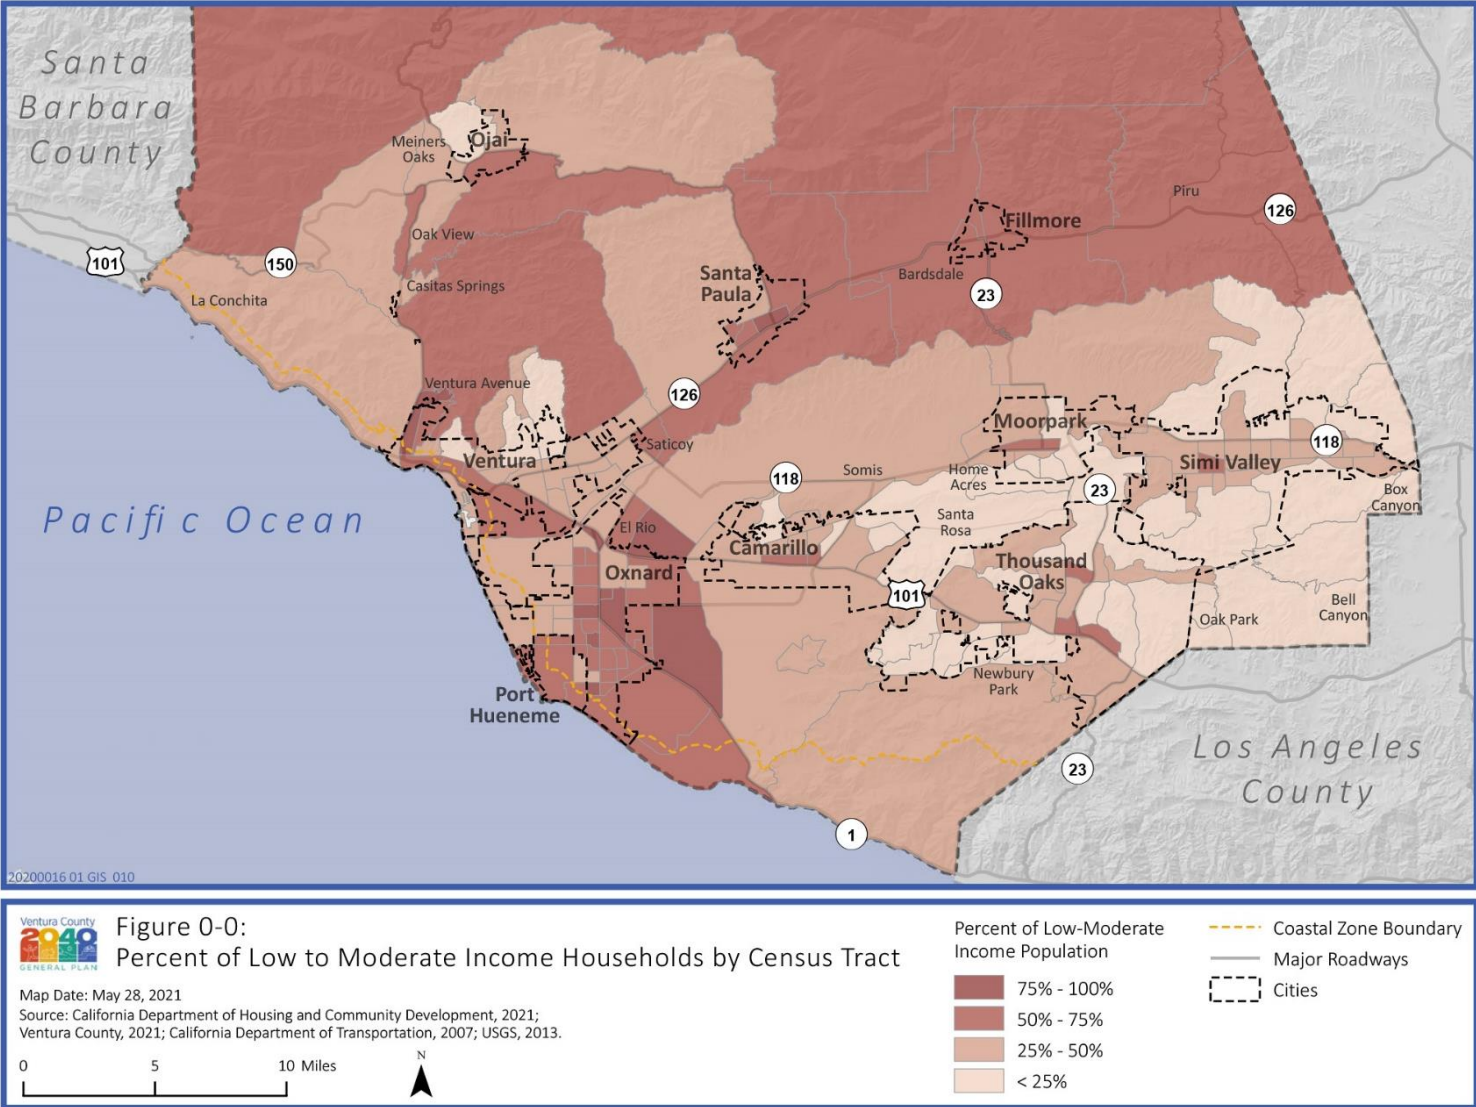 Santa
Barbara
County
Meiners
Oaks
Ojai
Piru
126
Fillmore
Oak View
101
150
Santa
Paula
Bardsdale
Casitas Springs
23
La Conchita
Ventura Avenue
126
Moorpark
118
Saticoy
Ventura
Simi Valley
118
Somis
Home
Acres
23
Box
Canyon
Pacific Ocean
El Rio
Santa
Rosa
Camarillo
Thousand
Oaks
Oxnard
101
Bell
Canyon
Oak Park
Newbury
Park
Port
Hueneme
Los Angeles
County
23
1
20200016 01 GIS 010
Ventura County
2040
GENERAL PLAN
Figure 0-0:
Percent of Low to Moderate Income Households by Census Tract
Map Date: May 28, 2021
Source: California Department of Housing and Community Development, 2021;
Ventura County, 2021; California Department of Transportation, 2007; USGS, 2013.
0 5 10 Miles
N
Percent of Low-Moderate
Income Population
75% - 100%
50% - 75%
25% - 50%
< 25%
Coastal Zone Boundary
Major Roadways
Cities